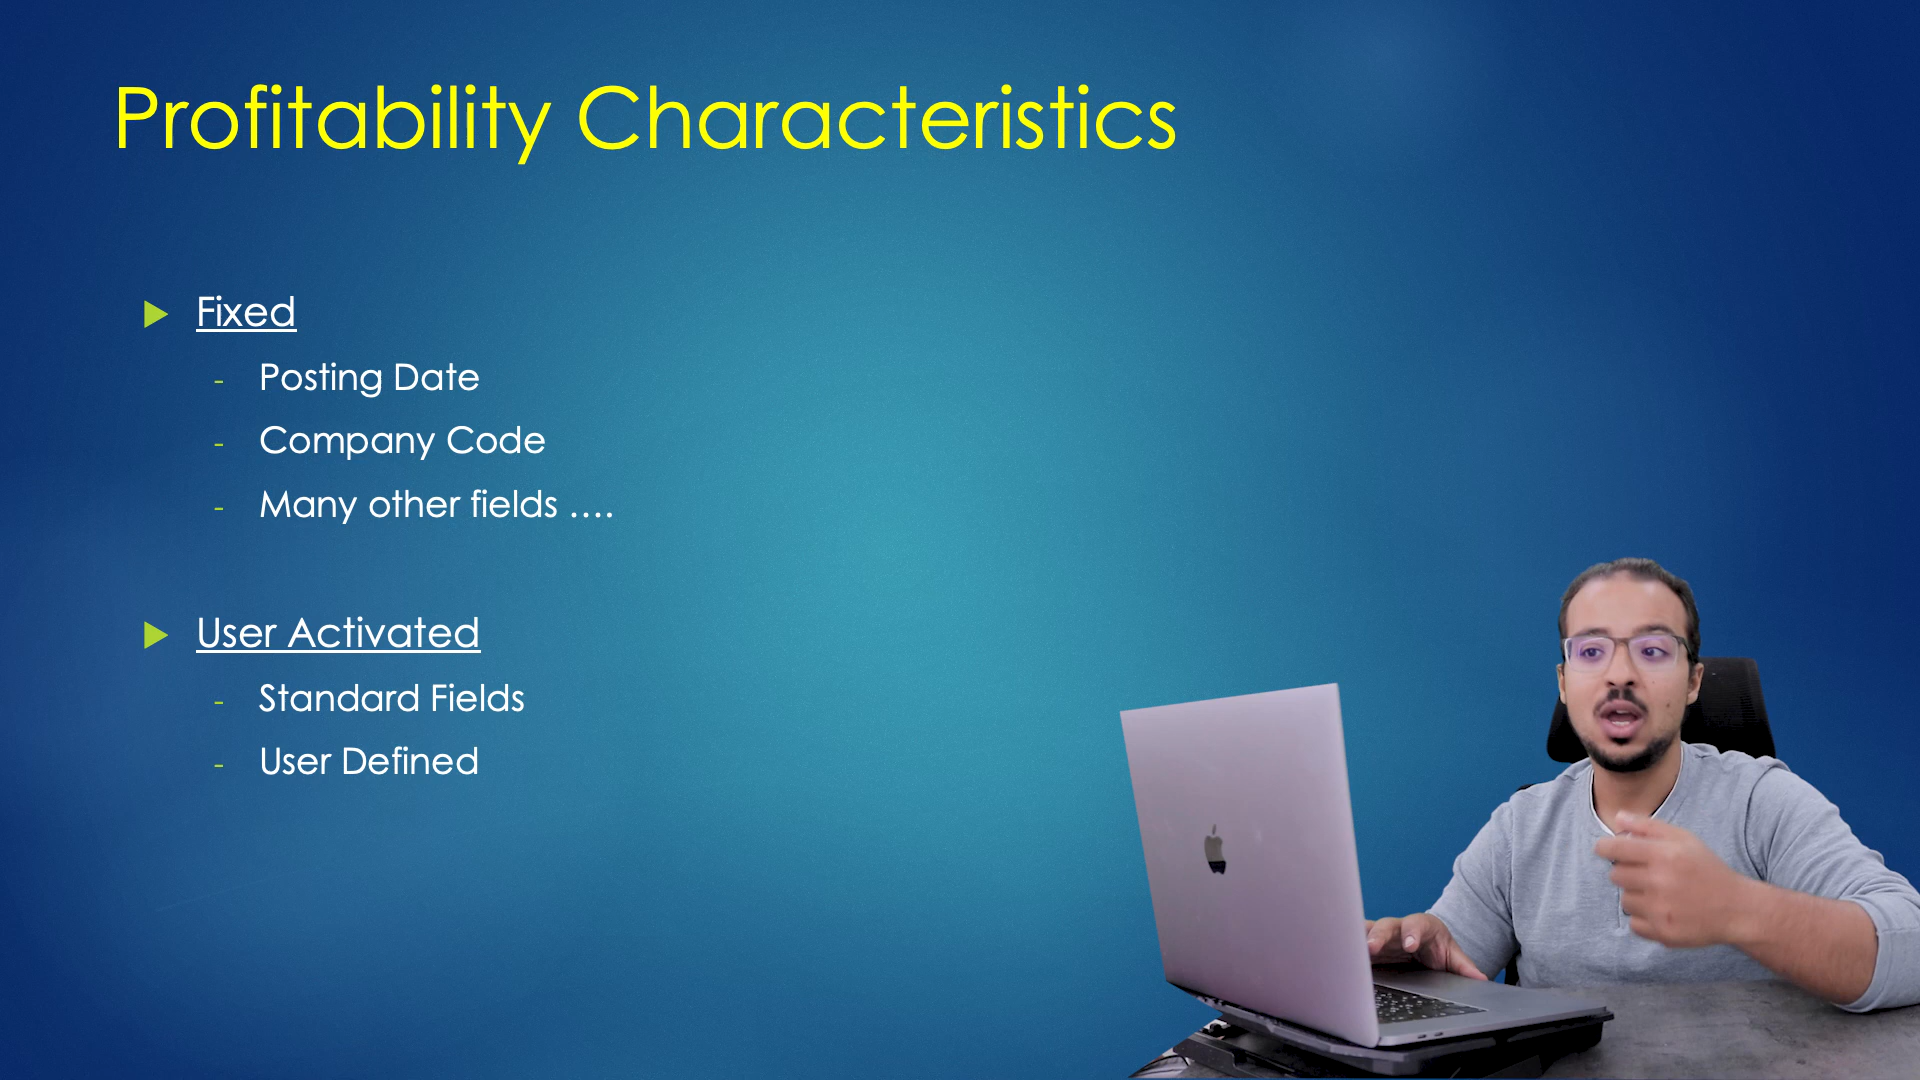 Profitability Characteristics
Fixed
- Posting Date
- Company Code
- Many other fields ....
User Activated
- Standard Fields
- User Defined